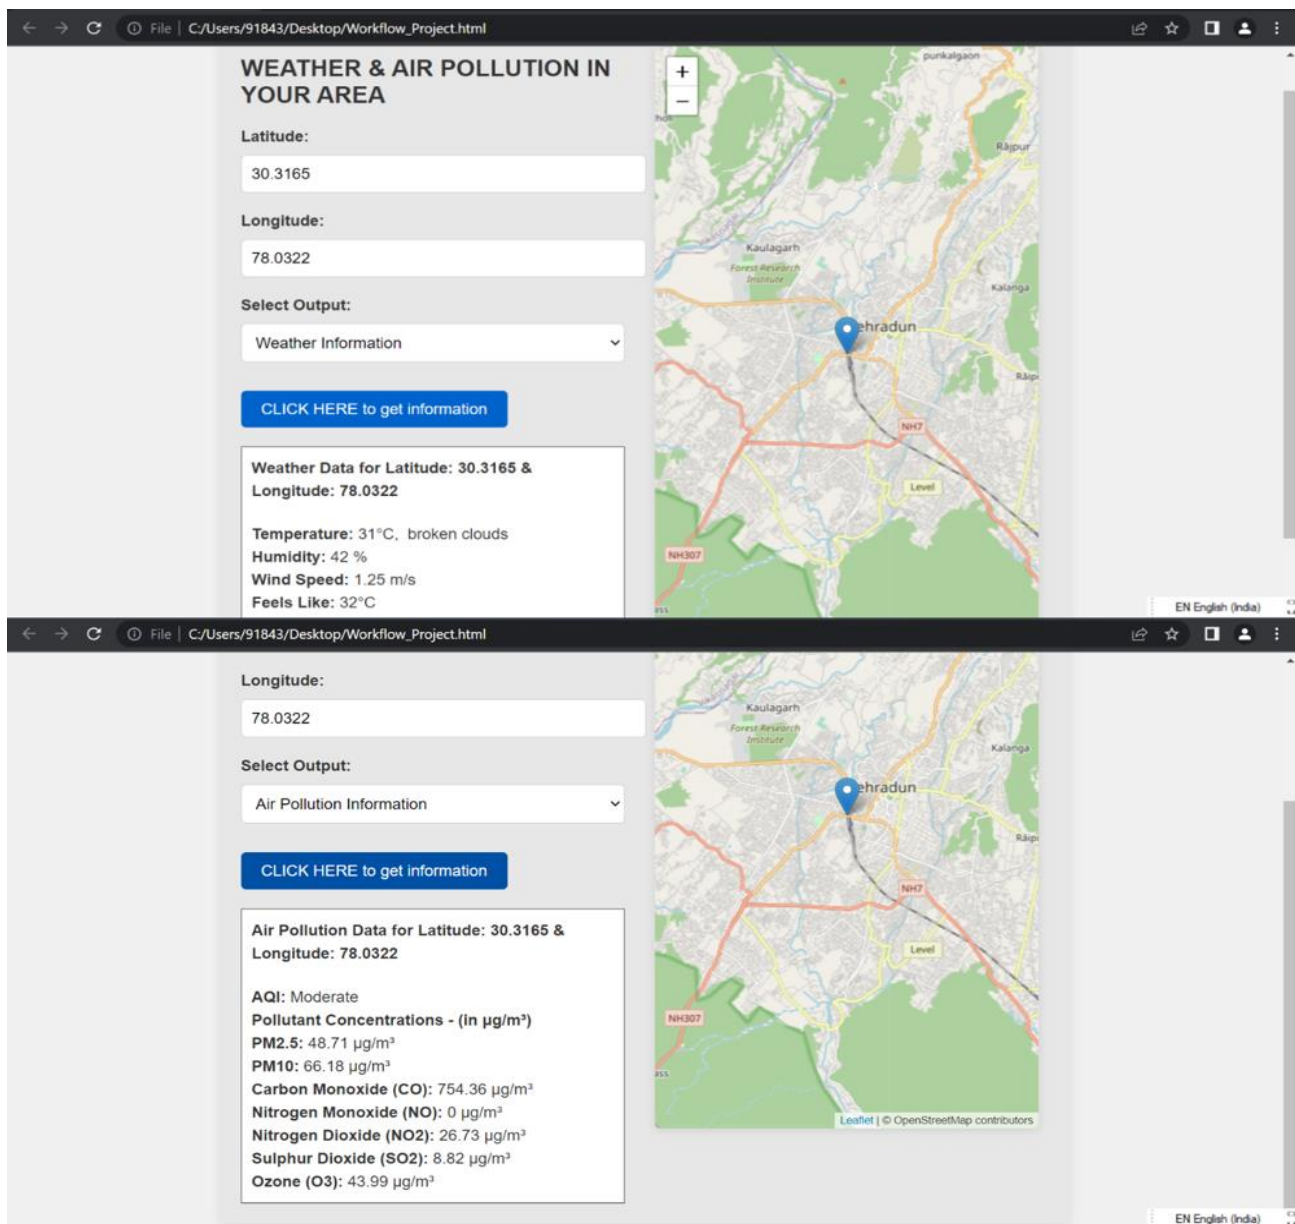 File | C:/Users/91843/Desktop/Workflow_Project.html
WEATHER & AIR POLLUTION IN
YOUR AREA
Latitude:
30.3165
Longitude:
78.0322
Select Output:
Weather Information
CLICK HERE to get information
Weather Data for Latitude: 30.3165 &
Longitude: 78.0322
Temperature: 31°C, broken clouds
Humidity: 42 %
Wind Speed: 1.25 m/s
Feels Like: 32°C
+
−
punkalgaon
Rājpur
Kaulagarh
Forest Research
Institute
Kalanga
ehradun
Rāip
NH7
Level
NH307
ass
EN English (India)
File | C:/Users/91843/Desktop/Workflow_Project.html
Longitude:
78.0322
Select Output:
Air Pollution Information
CLICK HERE to get information
Air Pollution Data for Latitude: 30.3165 &
Longitude: 78.0322
AQI: Moderate
Pollutant Concentrations - (in µg/m³)
PM2.5: 48.71 µg/m³
PM10: 66.18 µg/m³
Carbon Monoxide (CO): 754.36 µg/m³
Nitrogen Monoxide (NO): 0 µg/m³
Nitrogen Dioxide (NO2): 26.73 µg/m³
Sulphur Dioxide (SO2): 8.82 µg/m³
Ozone (O3): 43.99 µg/m³
Kaulagarh
Forest Research
Institute
Kalanga
ehradun
Rāip
NH7
Level
NH307
ass
Leaflet | © OpenStreetMap contributors
EN English (India)